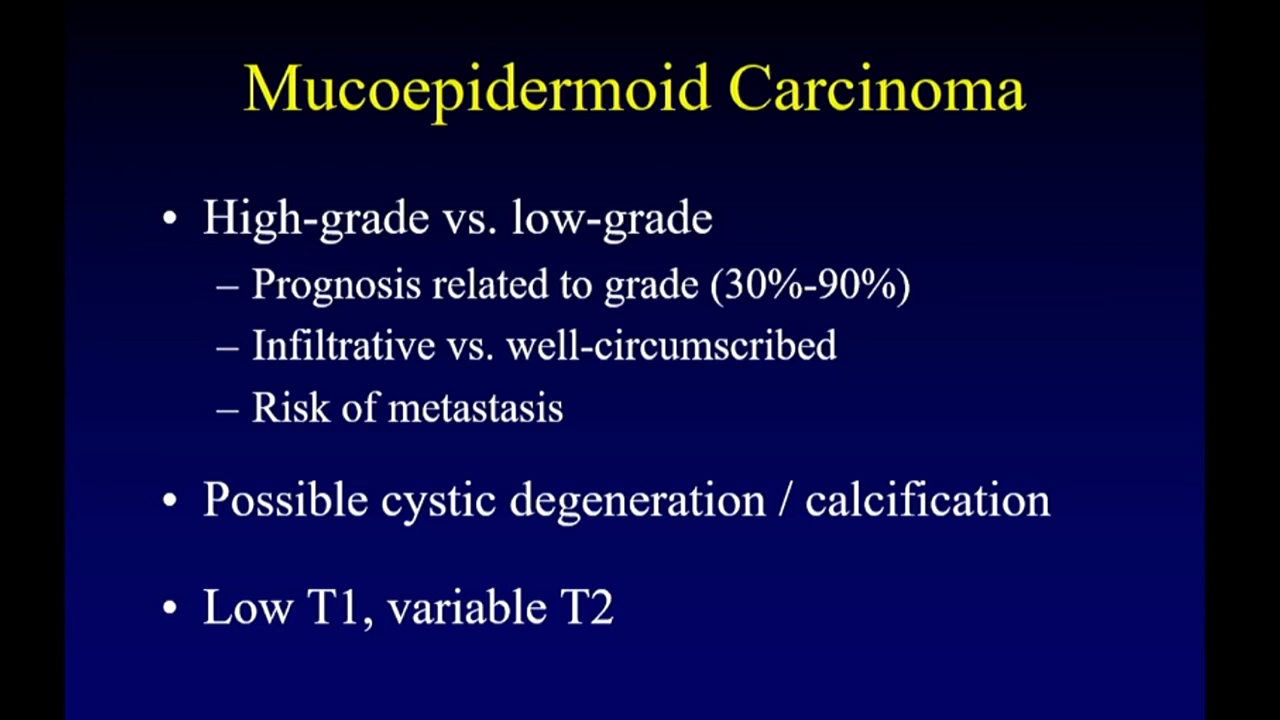 Mucoepidermoid Carcinoma
• High-grade vs. low-grade
– Prognosis related to grade (30%-90%)
– Infiltrative vs. well-circumscribed
– Risk of metastasis
• Possible cystic degeneration / calcification
• Low T1, variable T2